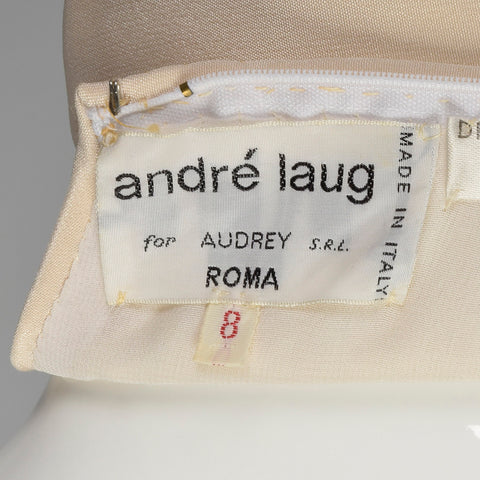 andré laug
for AUDREY S.R.L.
ROMA
MADE IN ITALY
8